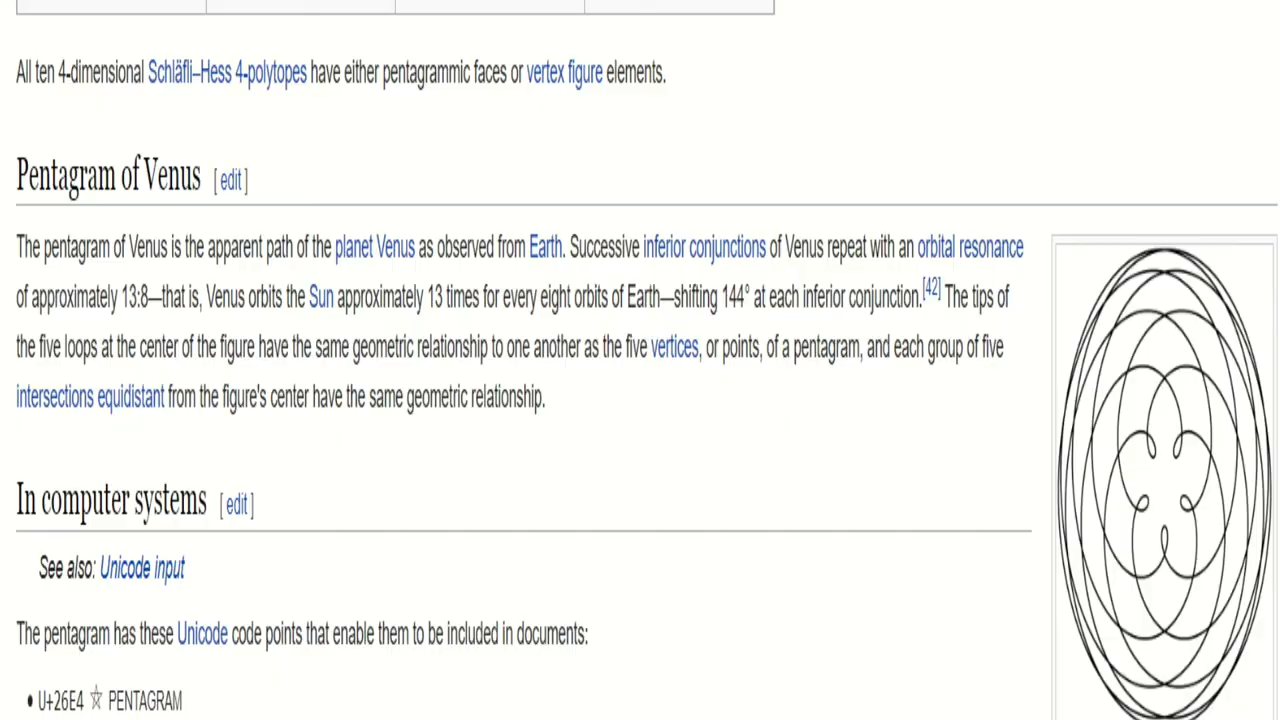 All ten 4-dimensional Schläfli–Hess 4-polytopes have either pentagrammic faces or vertex figure elements.
Pentagram of Venus [ edit ]
The pentagram of Venus is the apparent path of the planet Venus as observed from Earth. Successive inferior conjunctions of Venus repeat with an orbital resonance
of approximately 13:8—that is, Venus orbits the Sun approximately 13 times for every eight orbits of Earth—shifting 144° at each inferior conjunction.[42] The tips of
the five loops at the center of the figure have the same geometric relationship to one another as the five vertices, or points, of a pentagram, and each group of five
intersections equidistant from the figure's center have the same geometric relationship.
In computer systems [ edit ]
See also: Unicode input
The pentagram has these Unicode code points that enable them to be included in documents:
• U+26E4 ⛤ PENTAGRAM